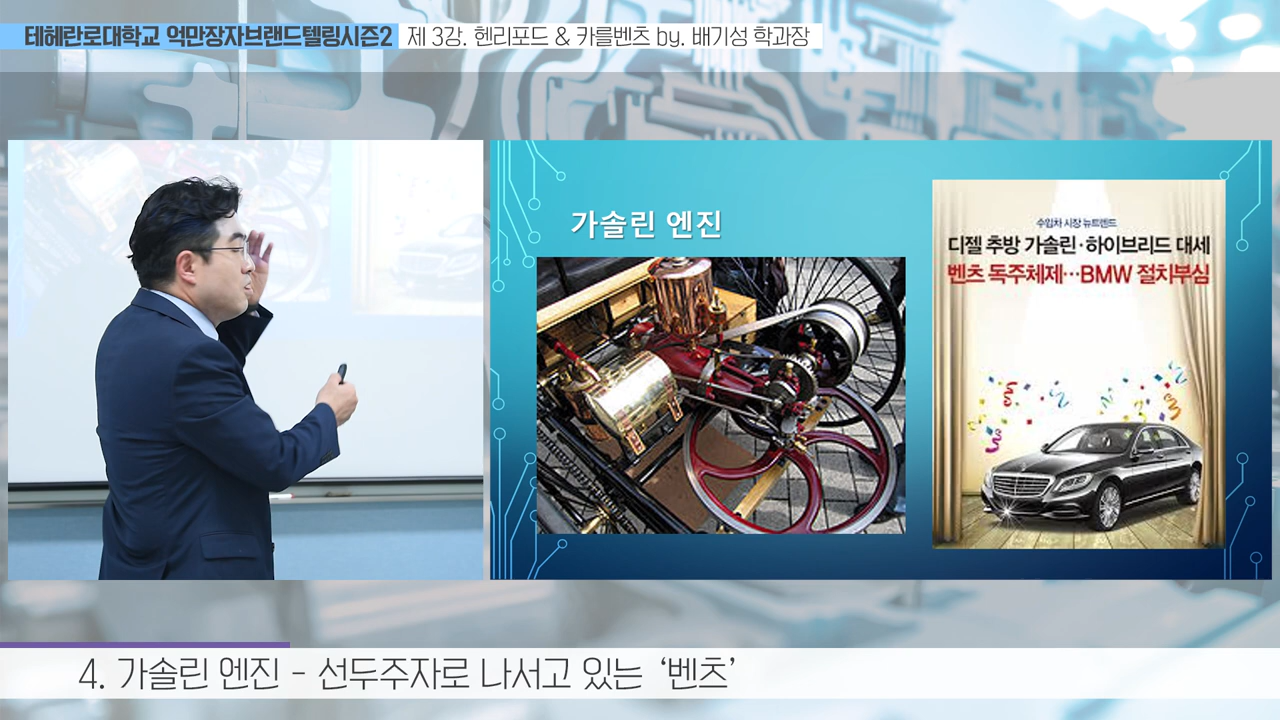 테헤란로대학교 억만장자브랜드텔링시즌2 제 3강. 헨리포드 & 카를벤츠 by. 배기성 학과장
가솔린 엔진
수입차 시장 뉴트렌드
디젤 추방 가솔린·하이브리드 대세
벤츠 독주체제…BMW 절치부심
4. 가솔린 엔진 - 선두주자로 나서고 있는 ‘벤츠’